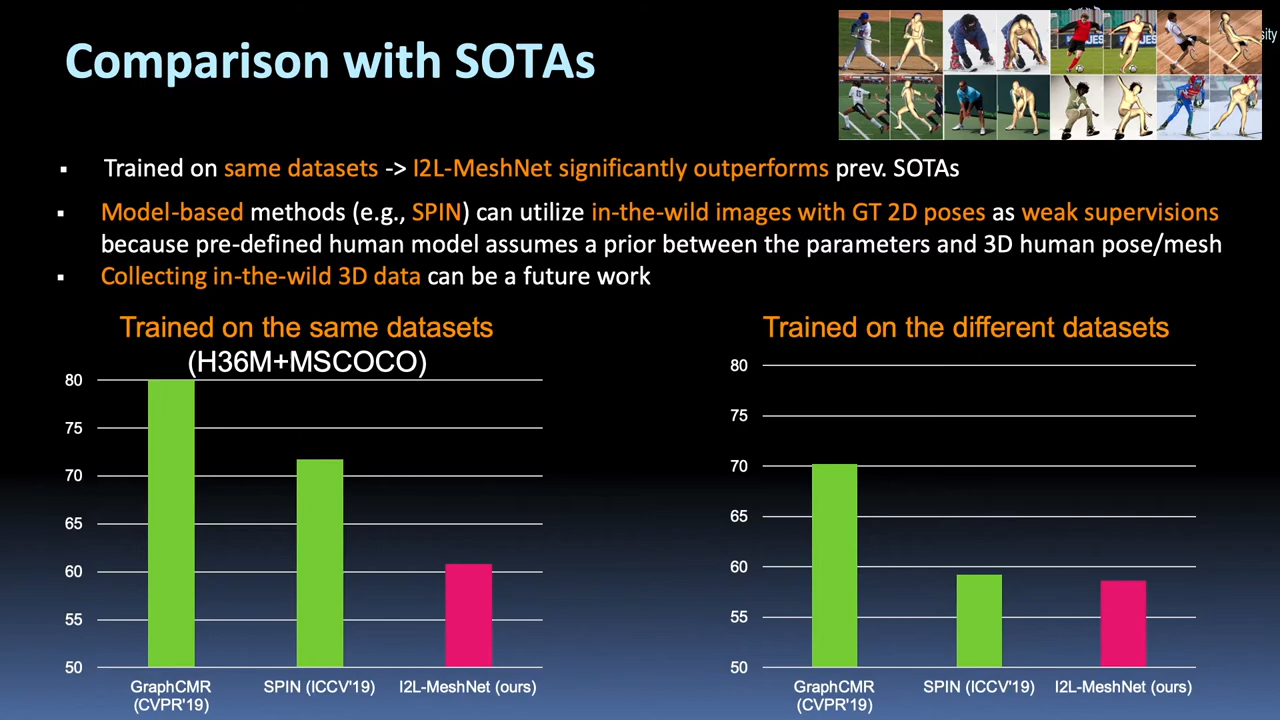 Comparison with SOTAs
sity
▪ Trained on same datasets -> I2L-MeshNet significantly outperforms prev. SOTAs
▪ Model-based methods (e.g., SPIN) can utilize in-the-wild images with GT 2D poses as weak supervisions
because pre-defined human model assumes a prior between the parameters and 3D human pose/mesh
▪ Collecting in-the-wild 3D data can be a future work
Trained on the same datasets
(H36M+MSCOCO)
80
75
70
65
60
55
50
GraphCMR
(CVPR'19)
SPIN (ICCV'19)
I2L-MeshNet (ours)
Trained on the different datasets
80
75
70
65
60
55
50
GraphCMR
(CVPR'19)
SPIN (ICCV'19)
I2L-MeshNet (ours)